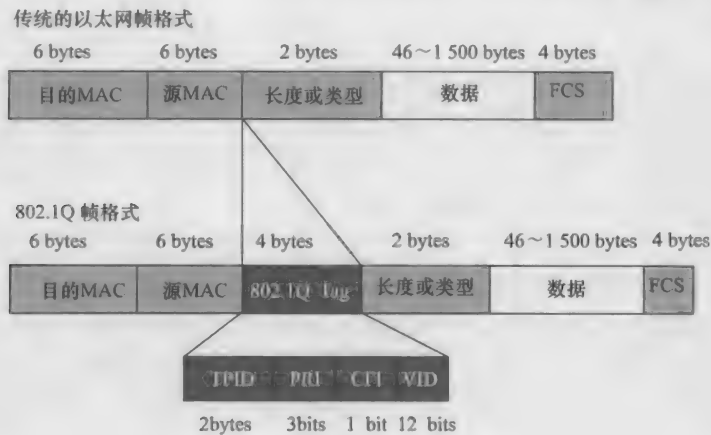 传统的以太网帧格式
6 bytes 6 bytes 2 bytes 46～1 500 bytes 4 bytes
目的MAC 源MAC 长度或类型 数据 FCS
802.1Q 帧格式
6 bytes 6 bytes 4 bytes 2 bytes 46～1 500 bytes 4 bytes
目的MAC 源MAC 802.1Q Tag 长度或类型 数据 FCS
TPID PRI CFI VID
2bytes 3bits 1 bit 12 bits